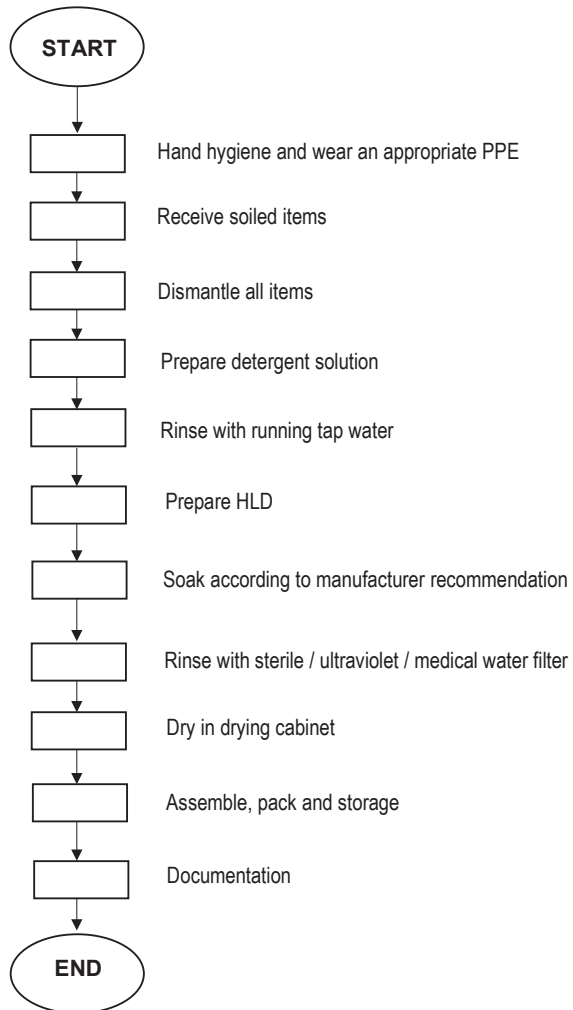 START
Hand hygiene and wear an appropriate PPE
Receive soiled items
Dismantle all items
Prepare detergent solution
Rinse with running tap water
Prepare HLD
Soak according to manufacturer recommendation
Rinse with sterile / ultraviolet / medical water filter
Dry in drying cabinet
Assemble, pack and storage
Documentation
END